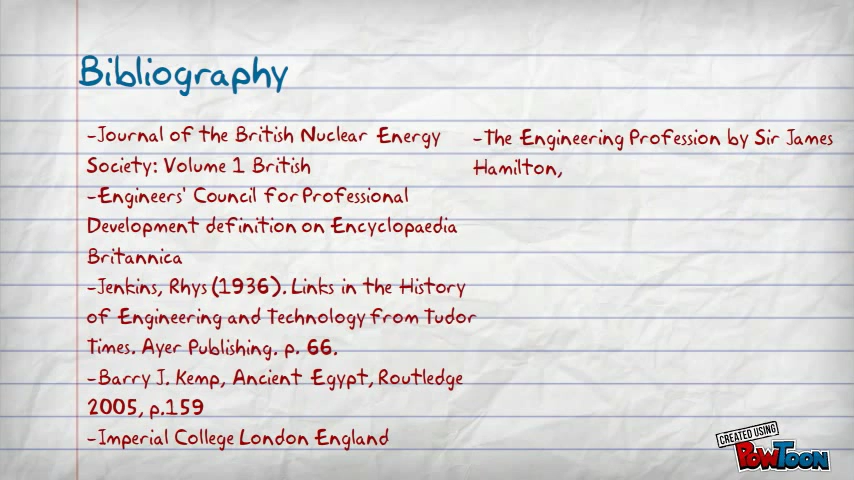 Bibliography
-Journal of the British Nuclear Energy
Society: Volume 1 British
-Engineers' Council for Professional
Development definition on Encyclopaedia
Britannica
-Jenkins, Rhys (1936). Links in the History
of Engineering and Technology from Tudor
Times. Ayer Publishing. p. 66.
-Barry J. Kemp, Ancient Egypt, Routledge
2005, p.159
-Imperial College London England
-The Engineering Profession by Sir James
Hamilton,
CREATED USING
POWTOON